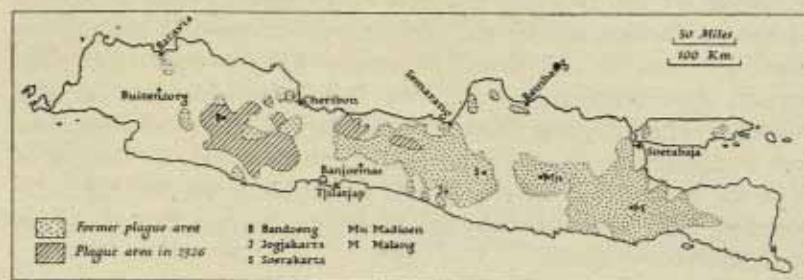 50 Miles
100 Km.
Batavia
Buitenzorg
Cheribon
Semarang
Rembang
Soerabaja
B
Banjoemas
Tjilatjap
J
S
Mn
M
Former plague area
Plague area in 1926
B Bandoeng
J Jogjakarta
S Soerakarta
Mn Madioen
M Malang